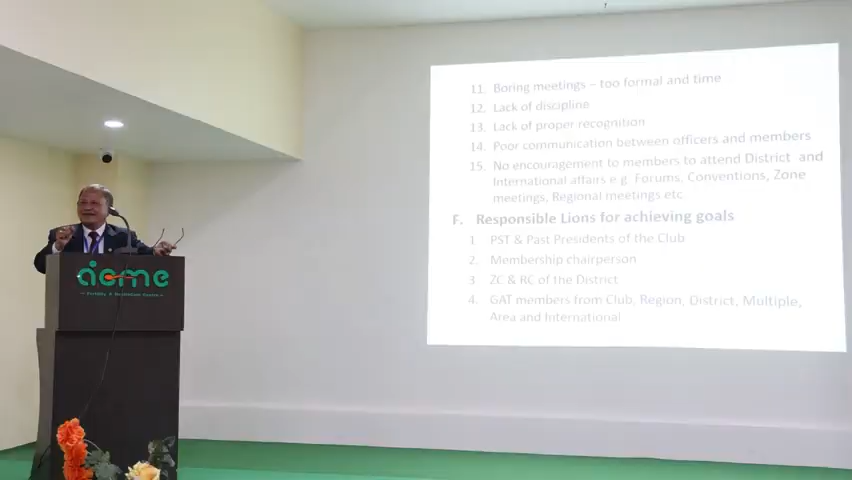 acme
Fertility & Health
11. Boring meetings – too formal and time
12. Lack of discipline
13. Lack of proper recognition
14. Poor communication between officers and members
15. No encouragement to members to attend District and
International affairs e.g Forums, Conventions, Zone
meetings, Regional meetings etc
F. Responsible Lions for achieving goals
1 PST & Past Presidents of the Club
2. Membership chairperson
3 ZC & RC of the District
4. GAT members from Club, Region, District, Multiple,
Area and International